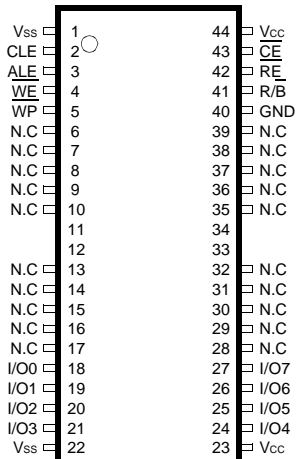 Vss 1 44 Vcc
CLE 2 43 CE
ALE 3 42 RE
WE 4 41 R/B
WP 5 40 GND
N.C 6 39 N.C
N.C 7 38 N.C
N.C 8 37 N.C
N.C 9 36 N.C
N.C 10 35 N.C
11 34
12 33
N.C 13 32 N.C
N.C 14 31 N.C
N.C 15 30 N.C
N.C 16 29 N.C
N.C 17 28 N.C
I/O0 18 27 I/O7
I/O1 19 26 I/O6
I/O2 20 25 I/O5
I/O3 21 24 I/O4
Vss 22 23 Vcc